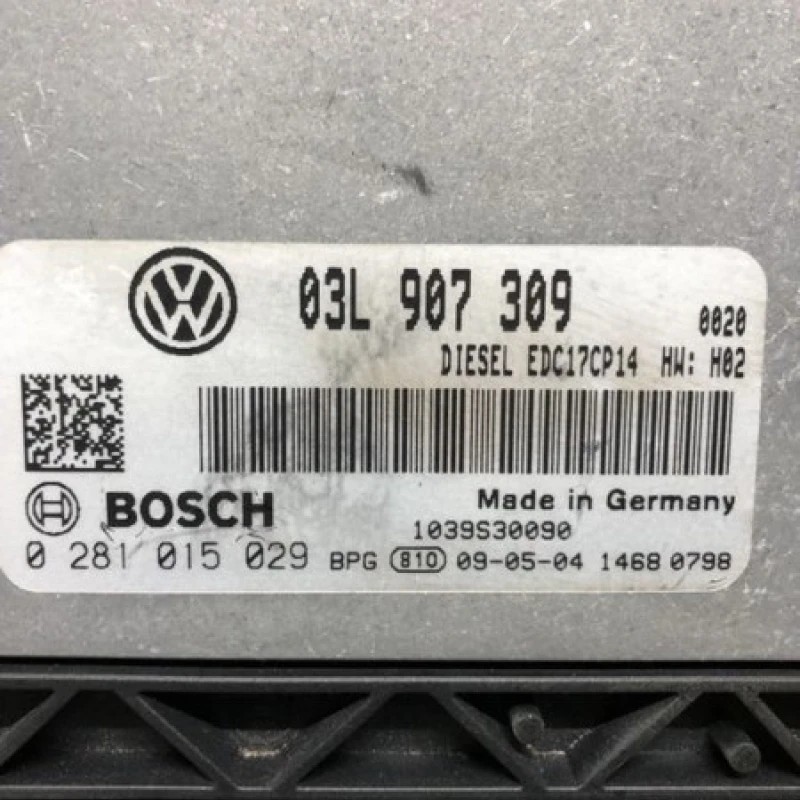 03L 907 309 0020
DIESEL EDC17CP14 HW: H02
BOSCH Made in Germany
1039S30090
0 281 015 029 BPG 810 09-05-04 1468 0798